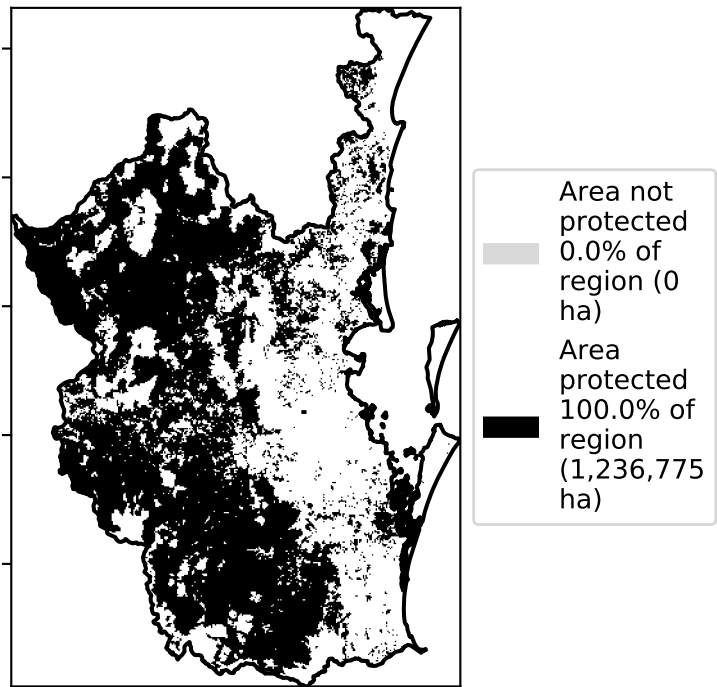 Area not
protected
0.0% of
region (0
ha)
Area
protected
100.0% of
region
(1,236,775
ha)